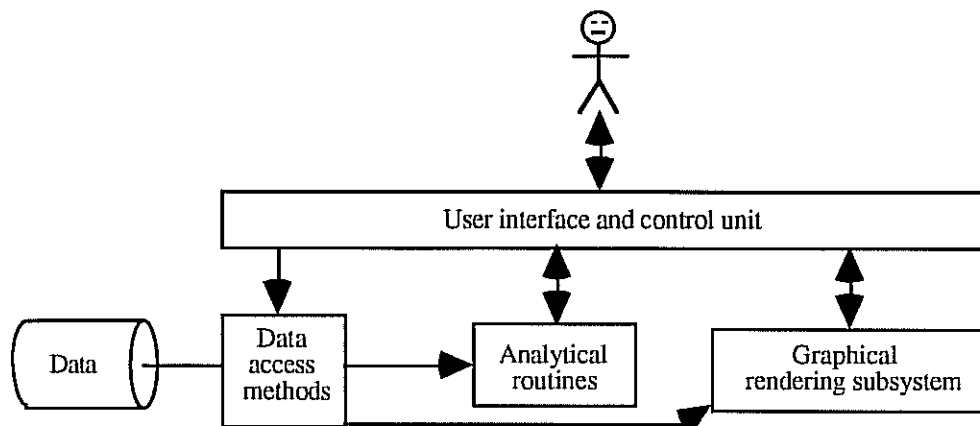 User interface and control unit
Data
Data
access
methods
Analytical
routines
Graphical
rendering subsystem